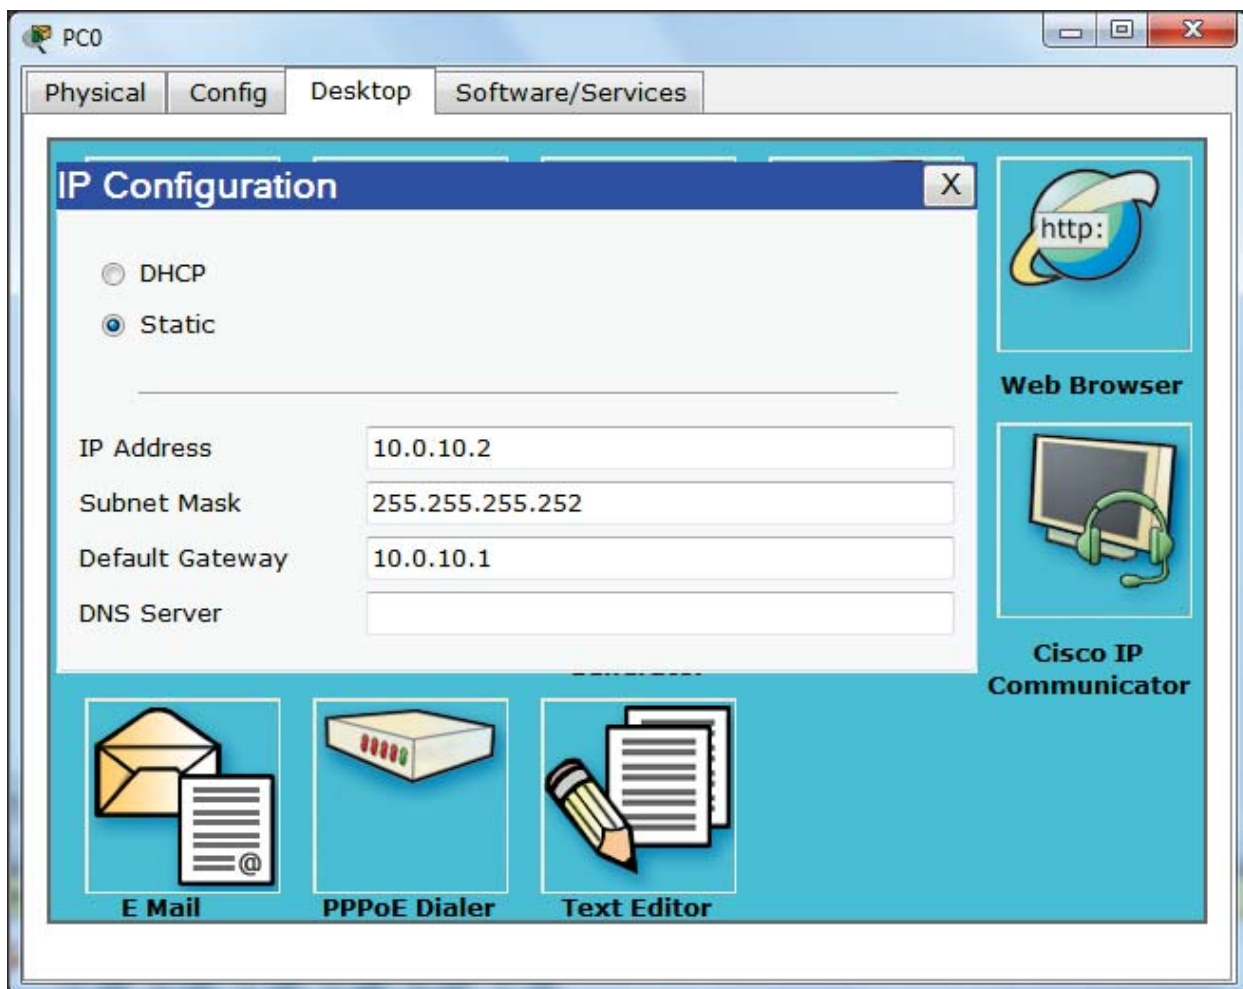 PC0
Physical Config Desktop Software/Services
IP Configuration X
http:
DHCP
Static
Web Browser
IP Address 10.0.10.2
Subnet Mask 255.255.255.252
Default Gateway 10.0.10.1
DNS Server
Cisco IP
Communicator
@
E Mail PPPoE Dialer Text Editor